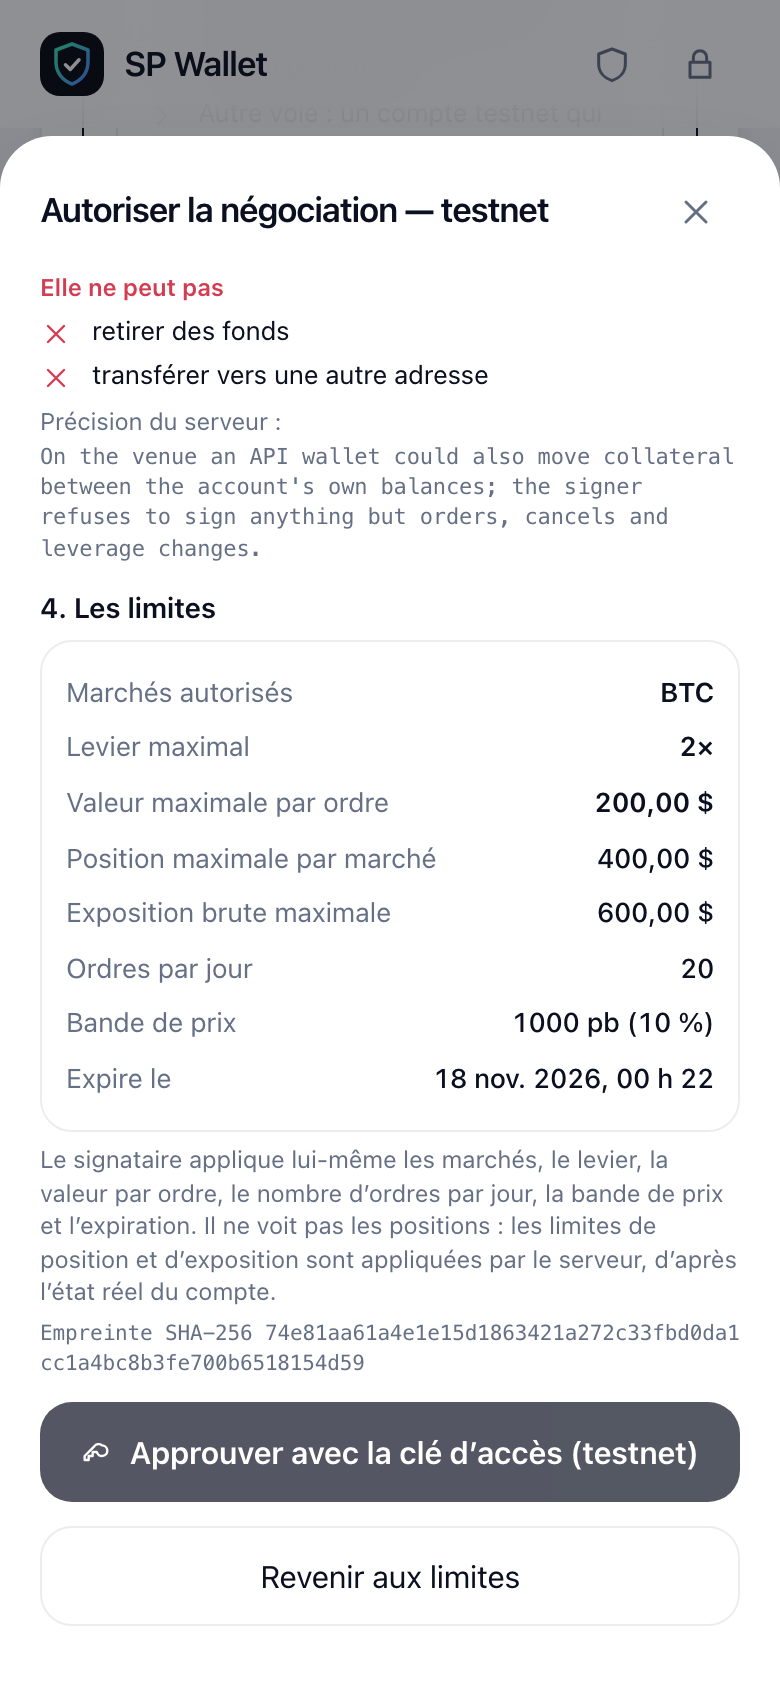 SP Wallet
Autre voie : un compte testnet qui
Autoriser la négociation — testnet
Elle ne peut pas
retirer des fonds
transférer vers une autre adresse
Précision du serveur :
On the venue an API wallet could also move collateral
between the account's own balances; the signer
refuses to sign anything but orders, cancels and
leverage changes.
4. Les limites
Marchés autorisés BTC
Levier maximal 2×
Valeur maximale par ordre 200,00 $
Position maximale par marché 400,00 $
Exposition brute maximale 600,00 $
Ordres par jour 20
Bande de prix 1000 pb (10 %)
Expire le 18 nov. 2026, 00 h 22
Le signataire applique lui-même les marchés, le levier, la
valeur par ordre, le nombre d’ordres par jour, la bande de prix
et l’expiration. Il ne voit pas les positions : les limites de
position et d’exposition sont appliquées par le serveur, d’après
l’état réel du compte.
Empreinte SHA-256 74e81aa61a4e1e15d1863421a272c33fbd0da1
cc1a4bc8b3fe700b6518154d59
Approuver avec la clé d’accès (testnet)
Revenir aux limites